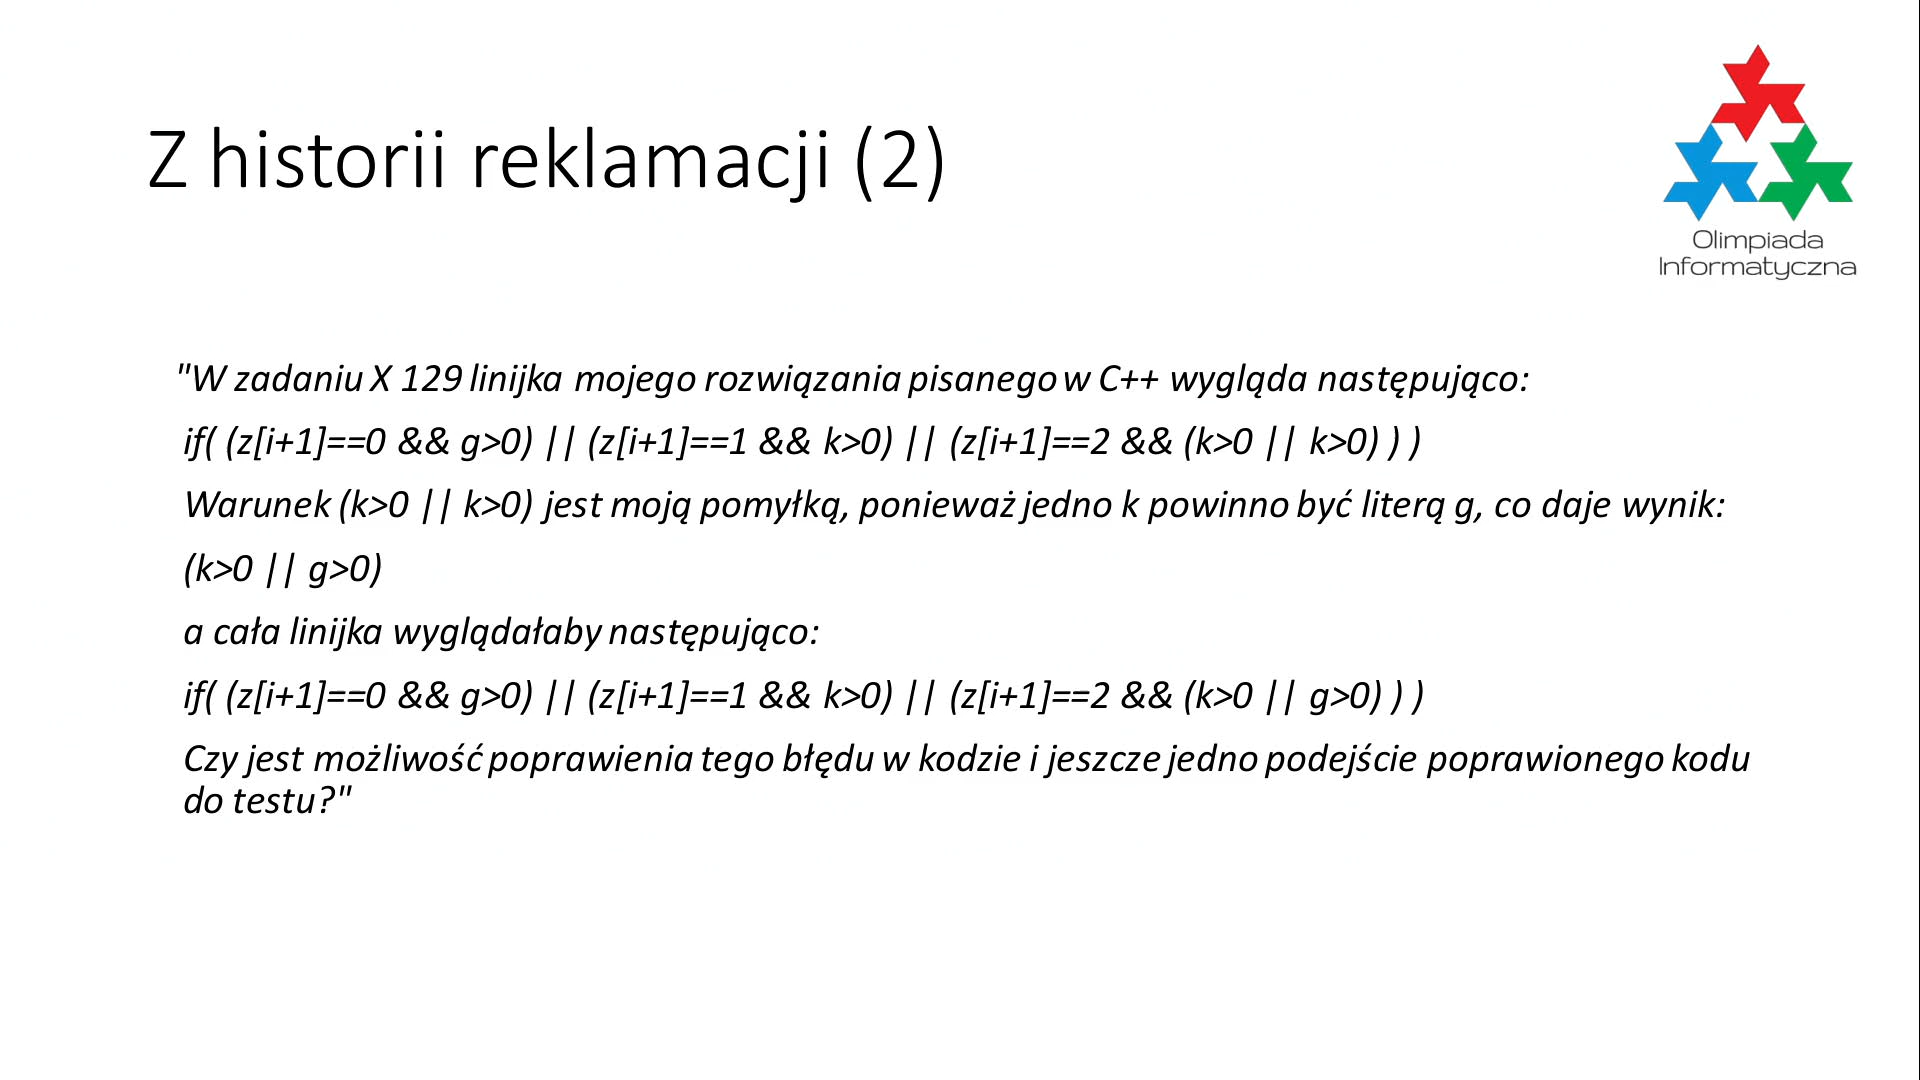 Z historii reklamacji (2)
Olimpiada
Informatyczna
"W zadaniu X 129 linijka mojego rozwiązania pisanego w C++ wygląda następująco:
if( (z[i+1]==0 && g>0) || (z[i+1]==1 && k>0) || (z[i+1]==2 && (k>0 || k>0) ) )
Warunek (k>0 || k>0) jest moją pomyłką, ponieważ jedno k powinno być literą g, co daje wynik:
(k>0 || g>0)
a cała linijka wyglądałaby następująco:
if( (z[i+1]==0 && g>0) || (z[i+1]==1 && k>0) || (z[i+1]==2 && (k>0 || g>0) ) )
Czy jest możliwość poprawienia tego błędu w kodzie i jeszcze jedno podejście poprawionego kodu
do testu?"